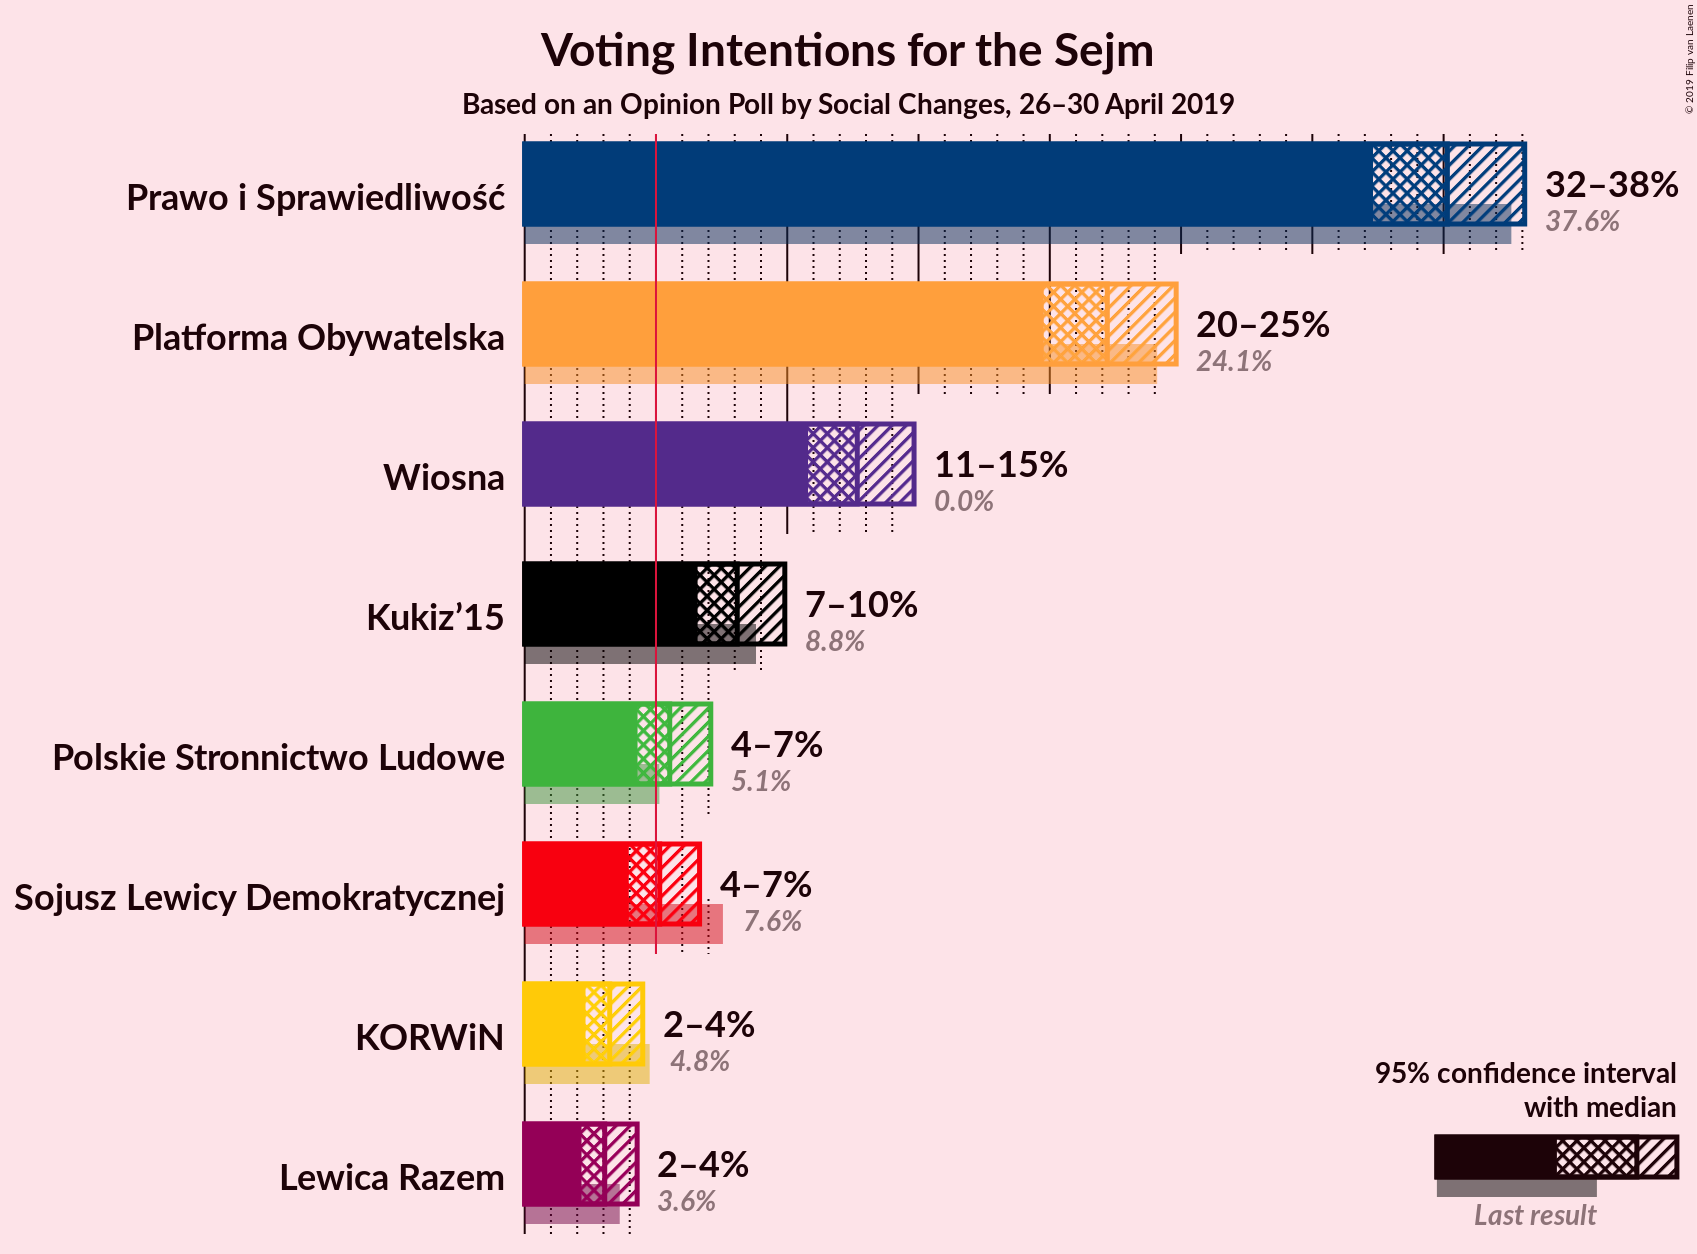 Voting Intentions for the Sejm
Based on an Opinion Poll by Social Changes, 26–30 April 2019
© 2019 Filip van Laenen
Prawo i Sprawiedliwość
32–38%
37.6%
Platforma Obywatelska
20–25%
24.1%
Wiosna
11–15%
0.0%
Kukiz’15
7–10%
8.8%
Polskie Stronnictwo Ludowe
4–7%
5.1%
Sojusz Lewicy Demokratycznej
4–7%
7.6%
KORWiN
2–4%
4.8%
Lewica Razem
2–4%
3.6%
95% confidence interval
with median
Last result